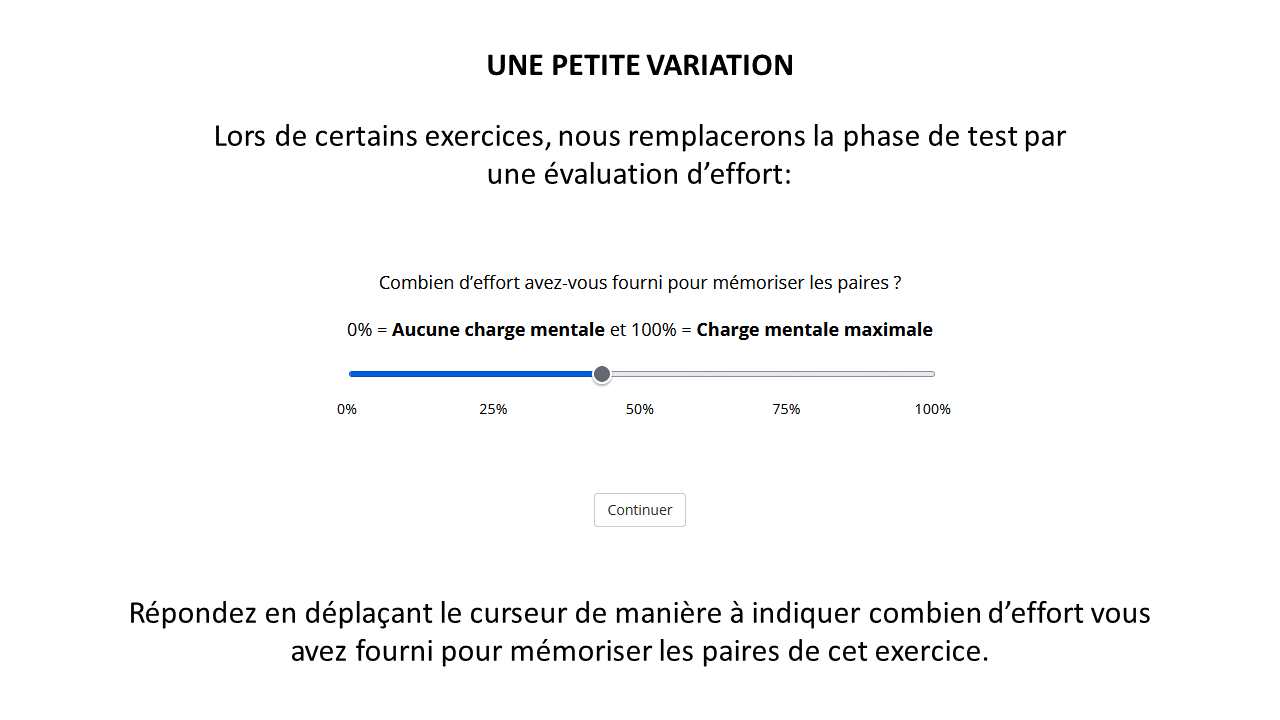 UNE PETITE VARIATION
Lors de certains exercices, nous remplacerons la phase de test par
une évaluation d’effort:
Combien d’effort avez-vous fourni pour mémoriser les paires ?
0% = Aucune charge mentale et 100% = Charge mentale maximale
0% 25% 50% 75% 100%
Continuer
Répondez en déplaçant le curseur de manière à indiquer combien d’effort vous
avez fourni pour mémoriser les paires de cet exercice.